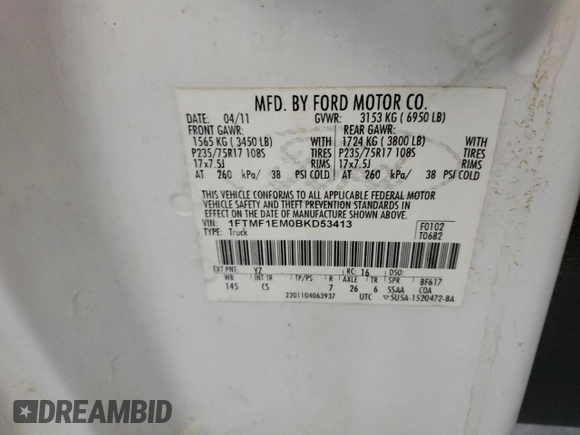 MFD. BY FORD MOTOR CO.
DATE: 04/11 GVWR: 3153 KG ( 6950 LB)
FRONT GAWR: REAR GAWR:
1565 KG ( 3450 LB) 1724 KG ( 3800 LB)
P235/75R17 108S TIRES P235/75R17 108S TIRES
17x7.5J RIMS 17x7.5J RIMS
AT 260 kPa/ 38 PSI COLD AT 260 kPa/ 38 PSI COLD
THIS VEHICLE CONFORMS TO ALL APPLICABLE FEDERAL MOTOR
VEHICLE SAFETY AND THEFT PREVENTION STANDARDS IN EFFECT
ON THE DATE OF MANUFACTURE SHOWN ABOVE.
VIN: 1FTMF1EM0BKD53413 F0102
TYPE: Truck T0682
EXT PNT: YZ RC: 16 DSO:
WB INT TR TP/PS R AXLE TR SPR BF617
145 CS 7 26 6 SSAA COA
2201104063937 UTC SUSA-1520472-BA
DREAMBID